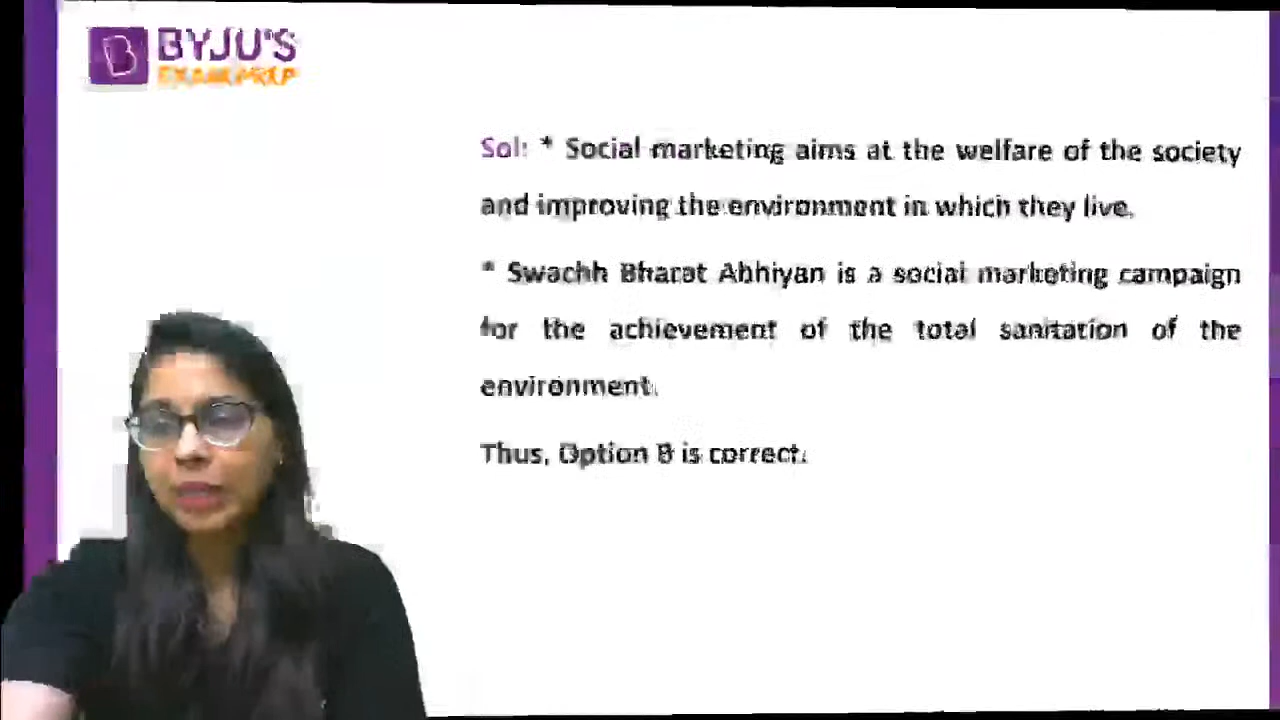 BYJU'S
EXAM PREP
Sol: * Social marketing aims at the welfare of the society
and improving the environment in which they live.
* Swachh Bharat Abhiyan is a social marketing campaign
for the achievement of the total sanitation of the
environment.
Thus, Option B is correct.